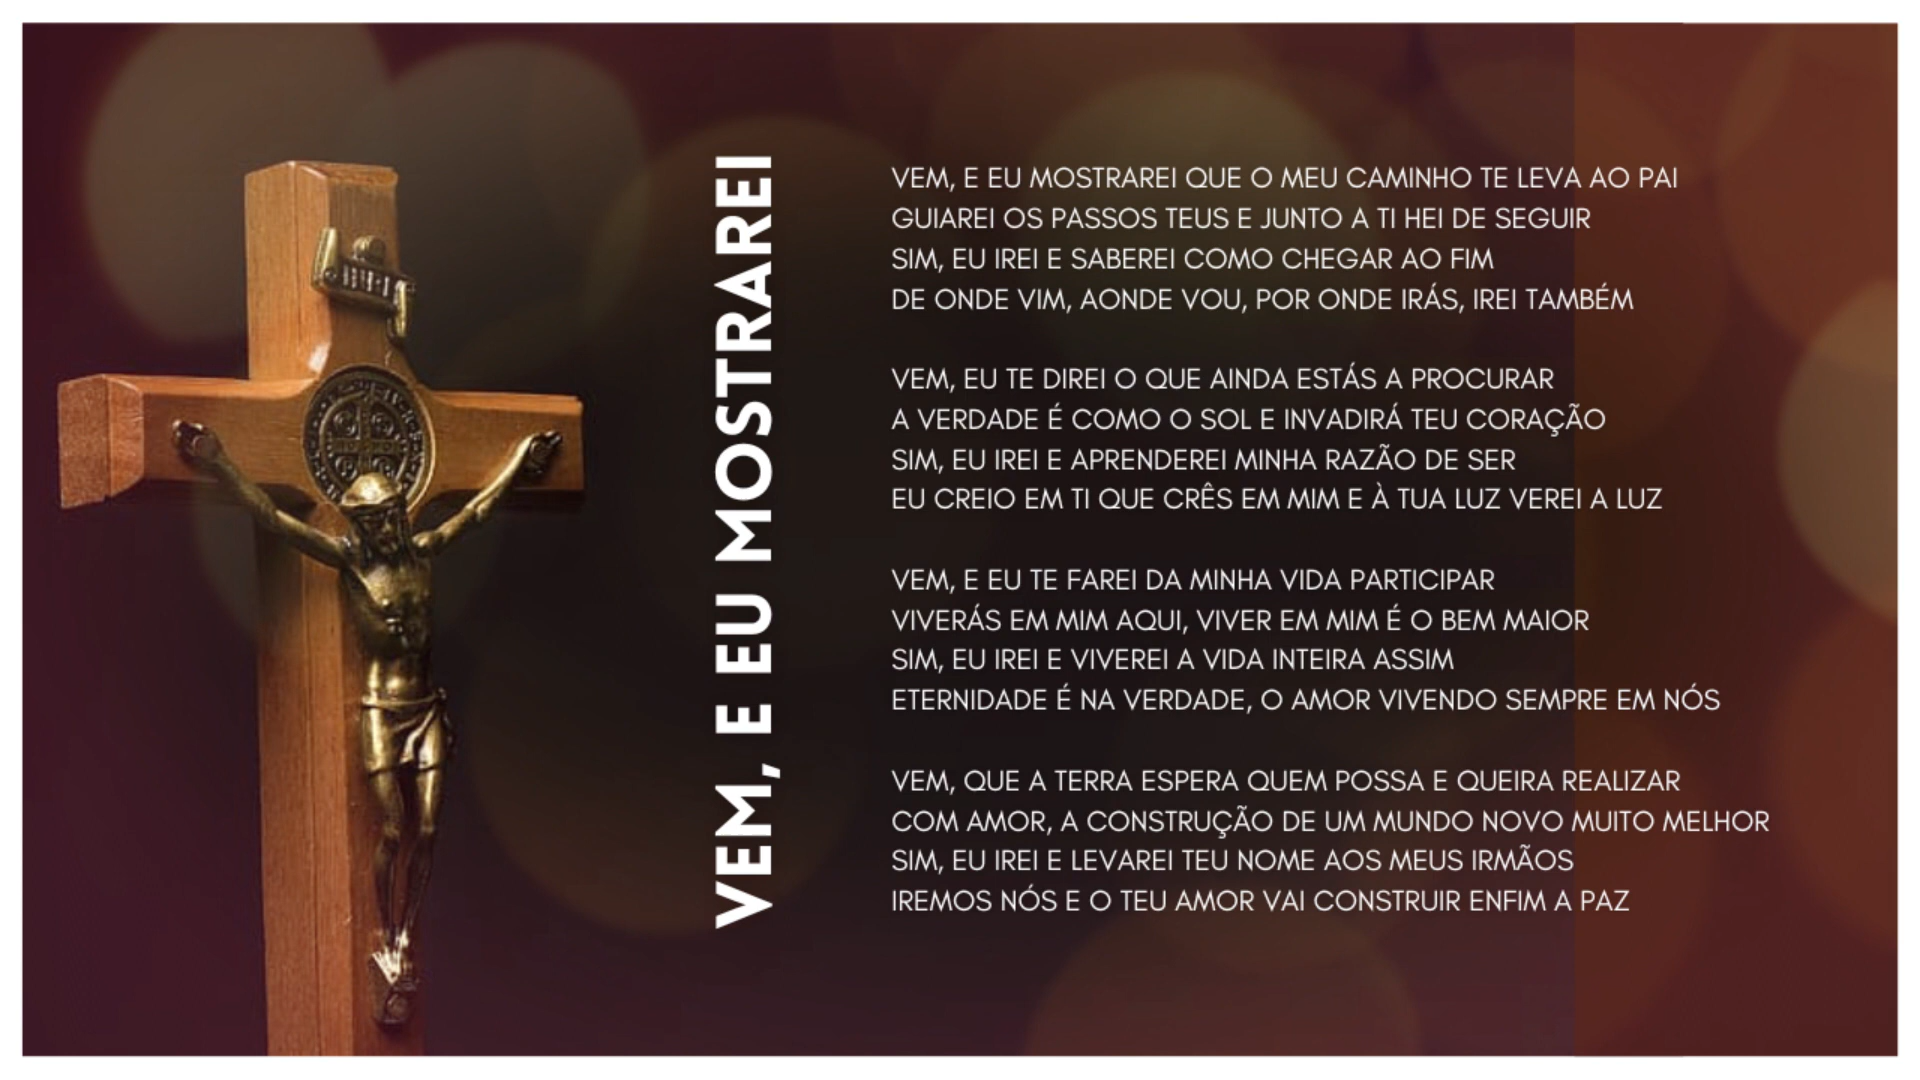 VEM, E EU MOSTRAREI
VEM, E EU MOSTRAREI QUE O MEU CAMINHO TE LEVA AO PAI
GUIAREI OS PASSOS TEUS E JUNTO A TI HEI DE SEGUIR
SIM, EU IREI E SABEREI COMO CHEGAR AO FIM
DE ONDE VIM, AONDE VOU, POR ONDE IRÁS, IREI TAMBÉM
VEM, EU TE DIREI O QUE AINDA ESTÁS A PROCURAR
A VERDADE É COMO O SOL E INVADIRÁ TEU CORAÇÃO
SIM, EU IREI E APRENDEREI MINHA RAZÃO DE SER
EU CREIO EM TI QUE CRÊS EM MIM E À TUA LUZ VEREI A LUZ
VEM, E EU TE FAREI DA MINHA VIDA PARTICIPAR
VIVERÁS EM MIM AQUI, VIVER EM MIM É O BEM MAIOR
SIM, EU IREI E VIVEREI A VIDA INTEIRA ASSIM
ETERNIDADE É NA VERDADE, O AMOR VIVENDO SEMPRE EM NÓS
VEM, QUE A TERRA ESPERA QUEM POSSA E QUEIRA REALIZAR
COM AMOR, A CONSTRUÇÃO DE UM MUNDO NOVO MUITO MELHOR
SIM, EU IREI E LEVAREI TEU NOME AOS MEUS IRMÃOS
IREMOS NÓS E O TEU AMOR VAI CONSTRUIR ENFIM A PAZ